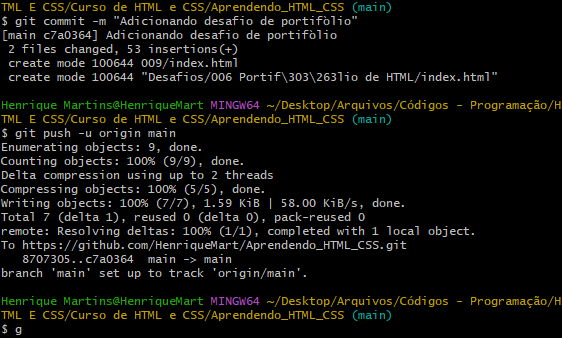 TML E CSS/Curso de HTML e CSS/Aprendendo_HTML_CSS (main)
$ git commit -m "Adicionando desafio de portifòlio"
[main c7a0364] Adicionando desafio de portifòlio
 2 files changed, 53 insertions(+)
 create mode 100644 009/index.html
 create mode 100644 "Desafios/006 Portif\303\263lio de HTML/index.html"

Henrique Martins@HenriqueMart MINGW64 ~/Desktop/Arquivos/Códigos - Programação/H
TML E CSS/Curso de HTML e CSS/Aprendendo_HTML_CSS (main)
$ git push -u origin main
Enumerating objects: 9, done.
Counting objects: 100% (9/9), done.
Delta compression using up to 2 threads
Compressing objects: 100% (5/5), done.
Writing objects: 100% (7/7), 1.59 KiB | 58.00 KiB/s, done.
Total 7 (delta 1), reused 0 (delta 0), pack-reused 0
remote: Resolving deltas: 100% (1/1), completed with 1 local object.
To https://github.com/HenriqueMart/Aprendendo_HTML_CSS.git
   8707305..c7a0364  main -> main
branch 'main' set up to track 'origin/main'.

Henrique Martins@HenriqueMart MINGW64 ~/Desktop/Arquivos/Códigos - Programação/H
TML E CSS/Curso de HTML e CSS/Aprendendo_HTML_CSS (main)
$ g